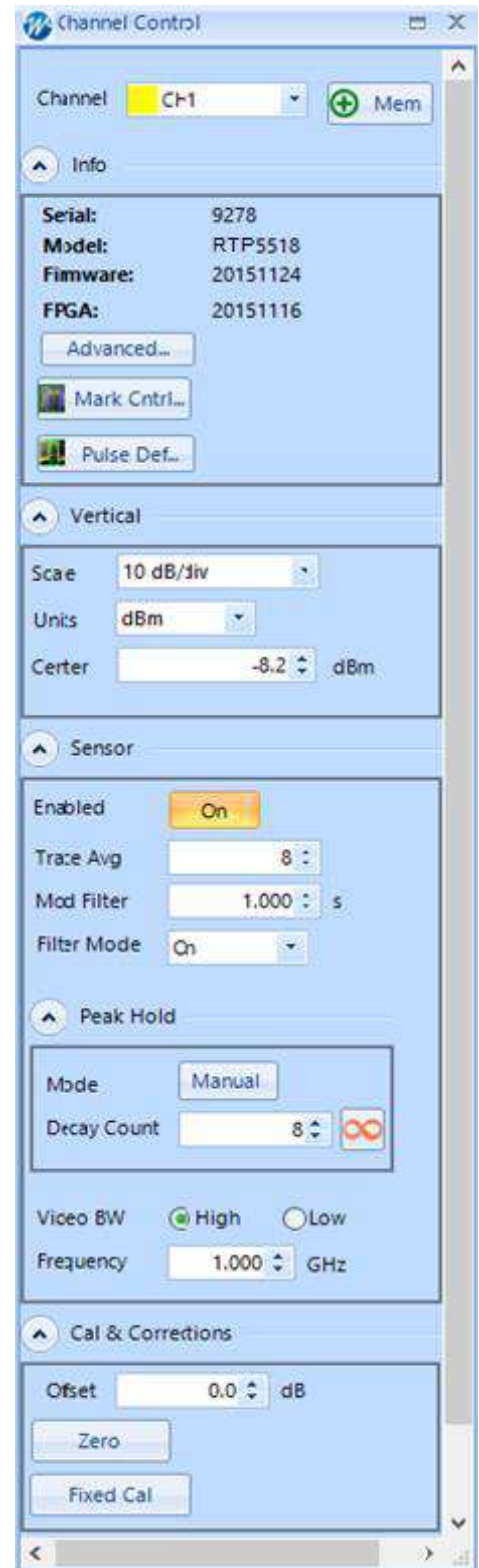 Channel Control
Channel CH1 Mem
Info
Serial: 9278
Model: RTP5518
Firmware: 20151124
FPGA: 20151116
Advanced...
Mark Cntrl...
Pulse Def...
Vertical
Scale 10 dB/div
Units dBm
Center -8.2 dBm
Sensor
Enabled On
Trace Avg 8
Mod Filter 1.000 s
Filter Mode On
Peak Hold
Mode Manual
Decay Count 8 ∞
Video BW High Low
Frequency 1.000 GHz
Cal & Corrections
Offset 0.0 dB
Zero
Fixed Cal